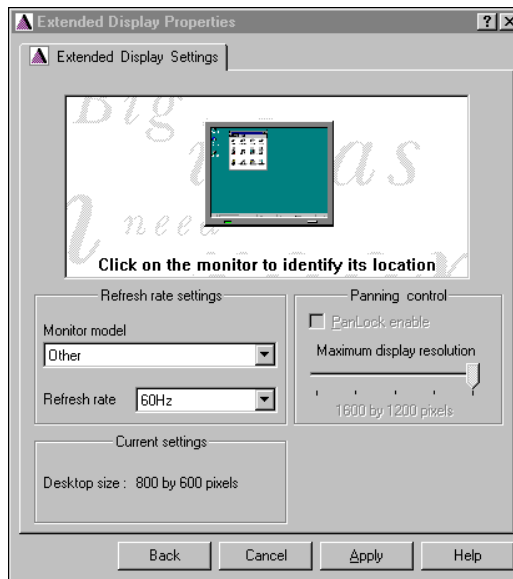 Extended Display Properties
Extended Display Settings
Big
need
Click on the monitor to identify its location
Refresh rate settings
Monitor model
Other
Refresh rate 60Hz
Panning control
PanLock enable
Maximum display resolution
1600 by 1200 pixels
Current settings
Desktop size : 800 by 600 pixels
Back Cancel Apply Help